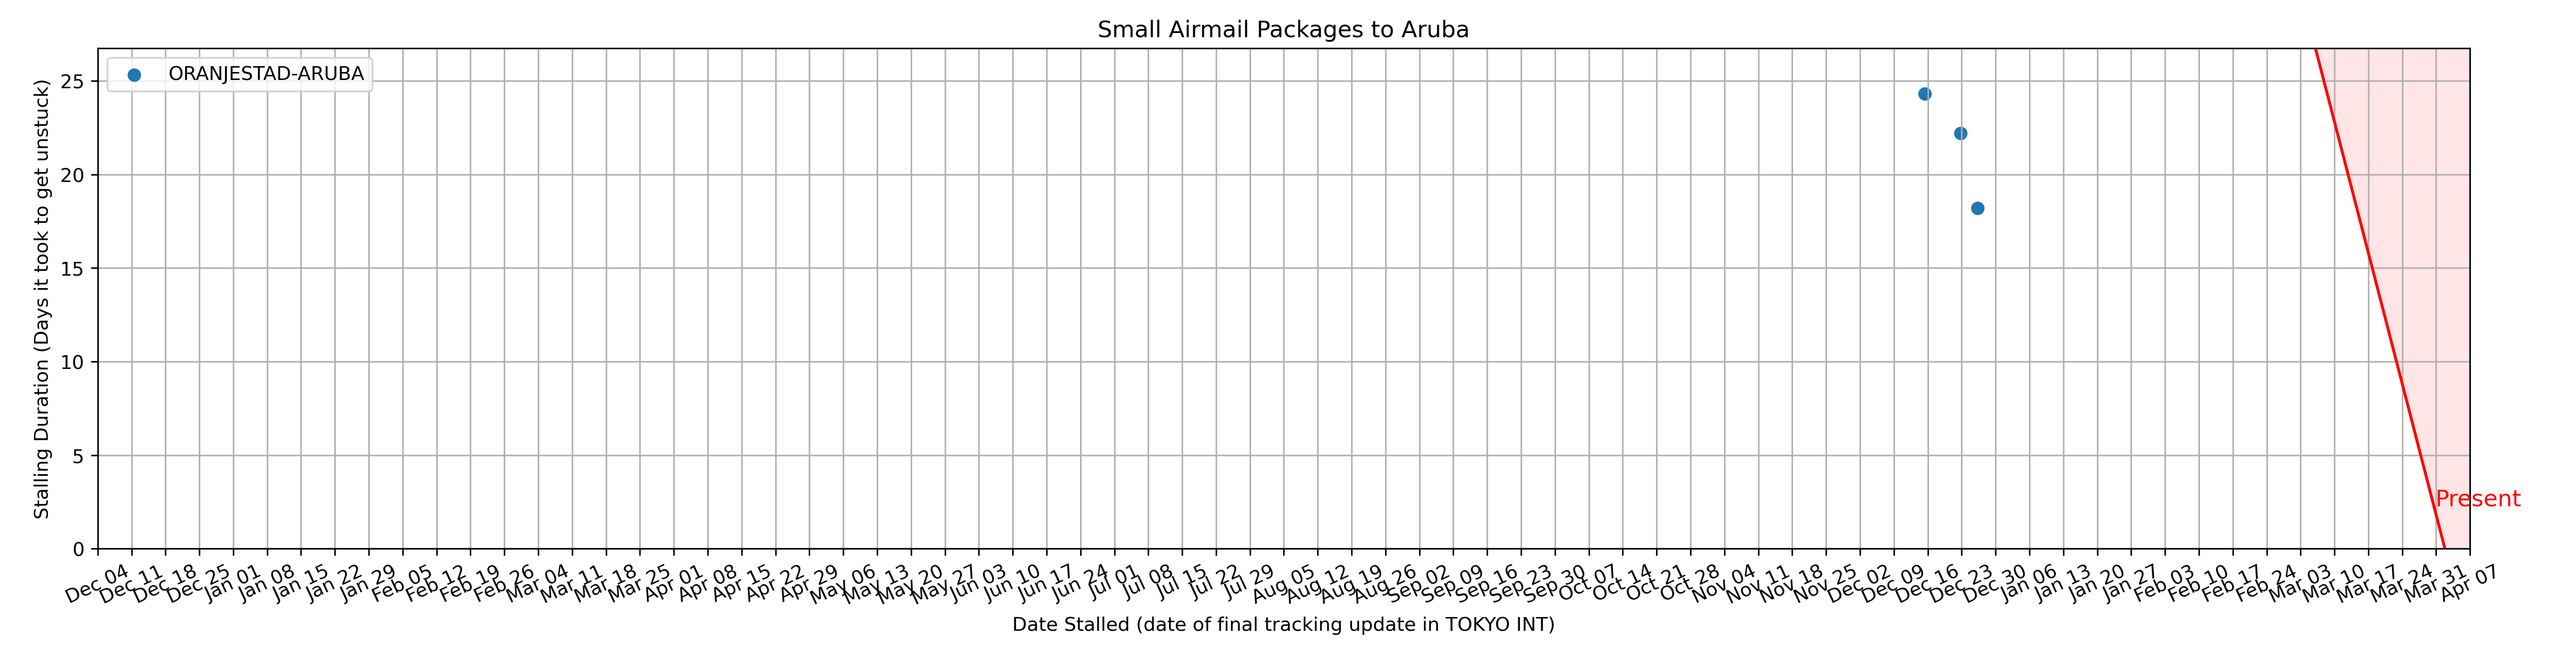 Small Airmail Packages to Aruba
ORANJESTAD-ARUBA
Stalling Duration (Days it took to get unstuck)
25
20
15
10
5
0
Present
Dec 04 Dec 11 Dec 18 Dec 25 Jan 01 Jan 08 Jan 15 Jan 22 Jan 29 Feb 05 Feb 12 Feb 19 Feb 26 Mar 04 Mar 11 Mar 18 Mar 25 Apr 01 Apr 08 Apr 15 Apr 22 Apr 29 May 06 May 13 May 20 May 27 Jun 03 Jun 10 Jun 17 Jun 24 Jul 01 Jul 08 Jul 15 Jul 22 Jul 29 Aug 05 Aug 12 Aug 19 Aug 26 Sep 02 Sep 09 Sep 16 Sep 23 Sep 30 Oct 07 Oct 14 Oct 21 Oct 28 Nov 04 Nov 11 Nov 18 Nov 25 Dec 02 Dec 09 Dec 16 Dec 23 Dec 30 Jan 06 Jan 13 Jan 20 Jan 27 Feb 03 Feb 10 Feb 17 Feb 24 Mar 03 Mar 10 Mar 17 Mar 24 Mar 31 Apr 07
Date Stalled (date of final tracking update in TOKYO INT)